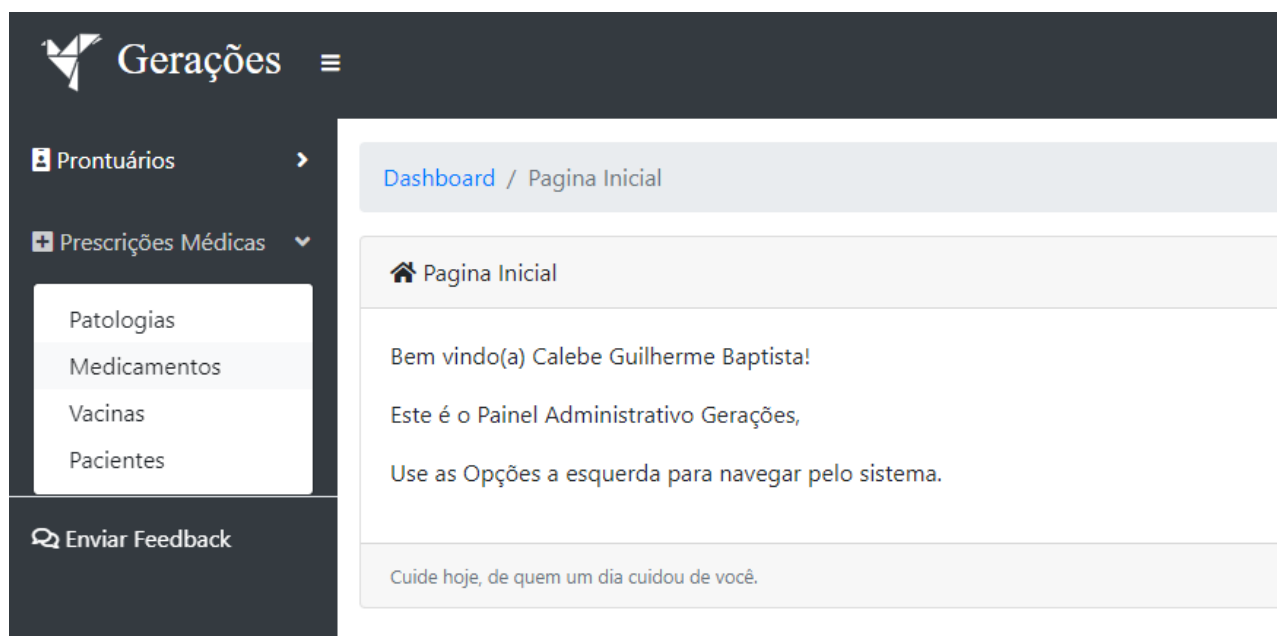 Gerações
Prontuários
Dashboard / Pagina Inicial
Prescrições Médicas
Patologias
Medicamentos
Vacinas
Pacientes
Enviar Feedback
Pagina Inicial
Bem vindo(a) Calebe Guilherme Baptista!
Este é o Painel Administrativo Gerações,
Use as Opções a esquerda para navegar pelo sistema.
Cuide hoje, de quem um dia cuidou de você.